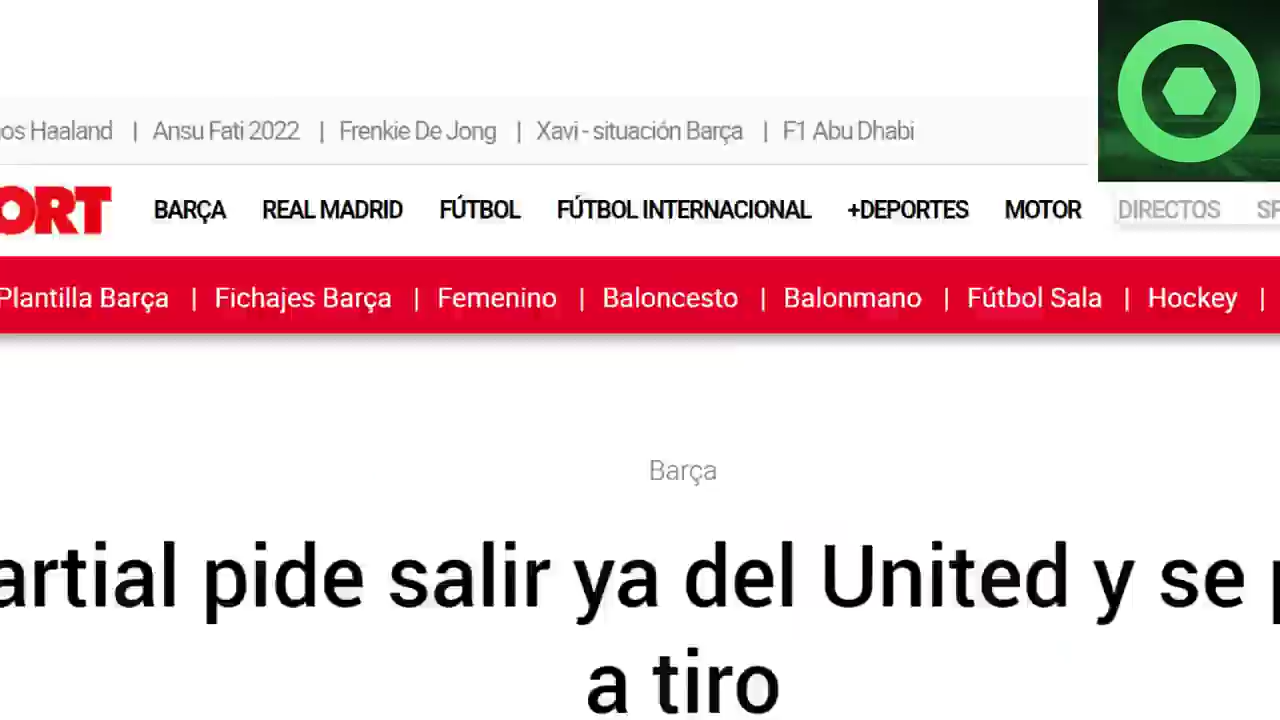 os Haaland | Ansu Fati 2022 | Frenkie De Jong | Xavi - situación Barça | F1 Abu Dhabi
ORT BARÇA REAL MADRID FÚTBOL FÚTBOL INTERNACIONAL +DEPORTES MOTOR DIRECTOS
Plantilla Barça | Fichajes Barça | Femenino | Baloncesto | Balonmano | Fútbol Sala | Hockey |
Barça
artial pide salir ya del United y se p
a tiro